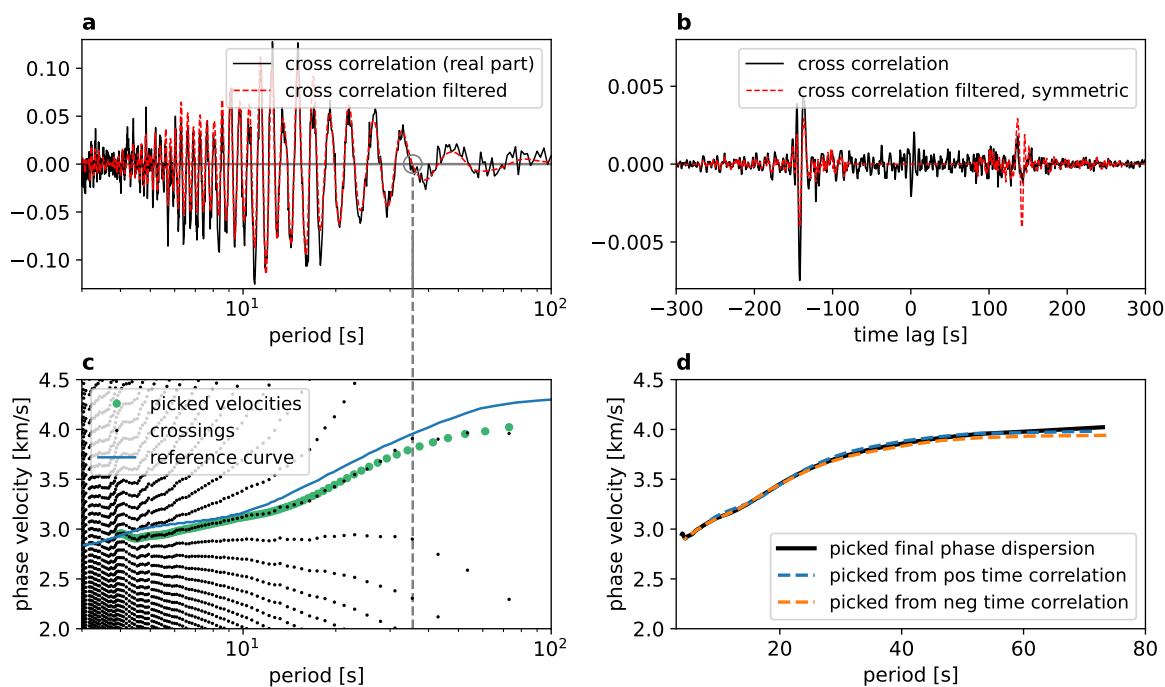 a
cross correlation (real part)
cross correlation filtered
0.10
0.05
0.00
−0.05
−0.10
10¹
10²
period [s]
b
cross correlation
cross correlation filtered, symmetric
0.005
0.000
−0.005
−300
−200
−100
0
100
200
300
time lag [s]
c
picked velocities
crossings
reference curve
phase velocity [km/s]
4.5
4.0
3.5
3.0
2.5
2.0
10¹
10²
period [s]
d
phase velocity [km/s]
4.5
4.0
3.5
3.0
2.5
2.0
picked final phase dispersion
picked from pos time correlation
picked from neg time correlation
20
40
60
80
period [s]